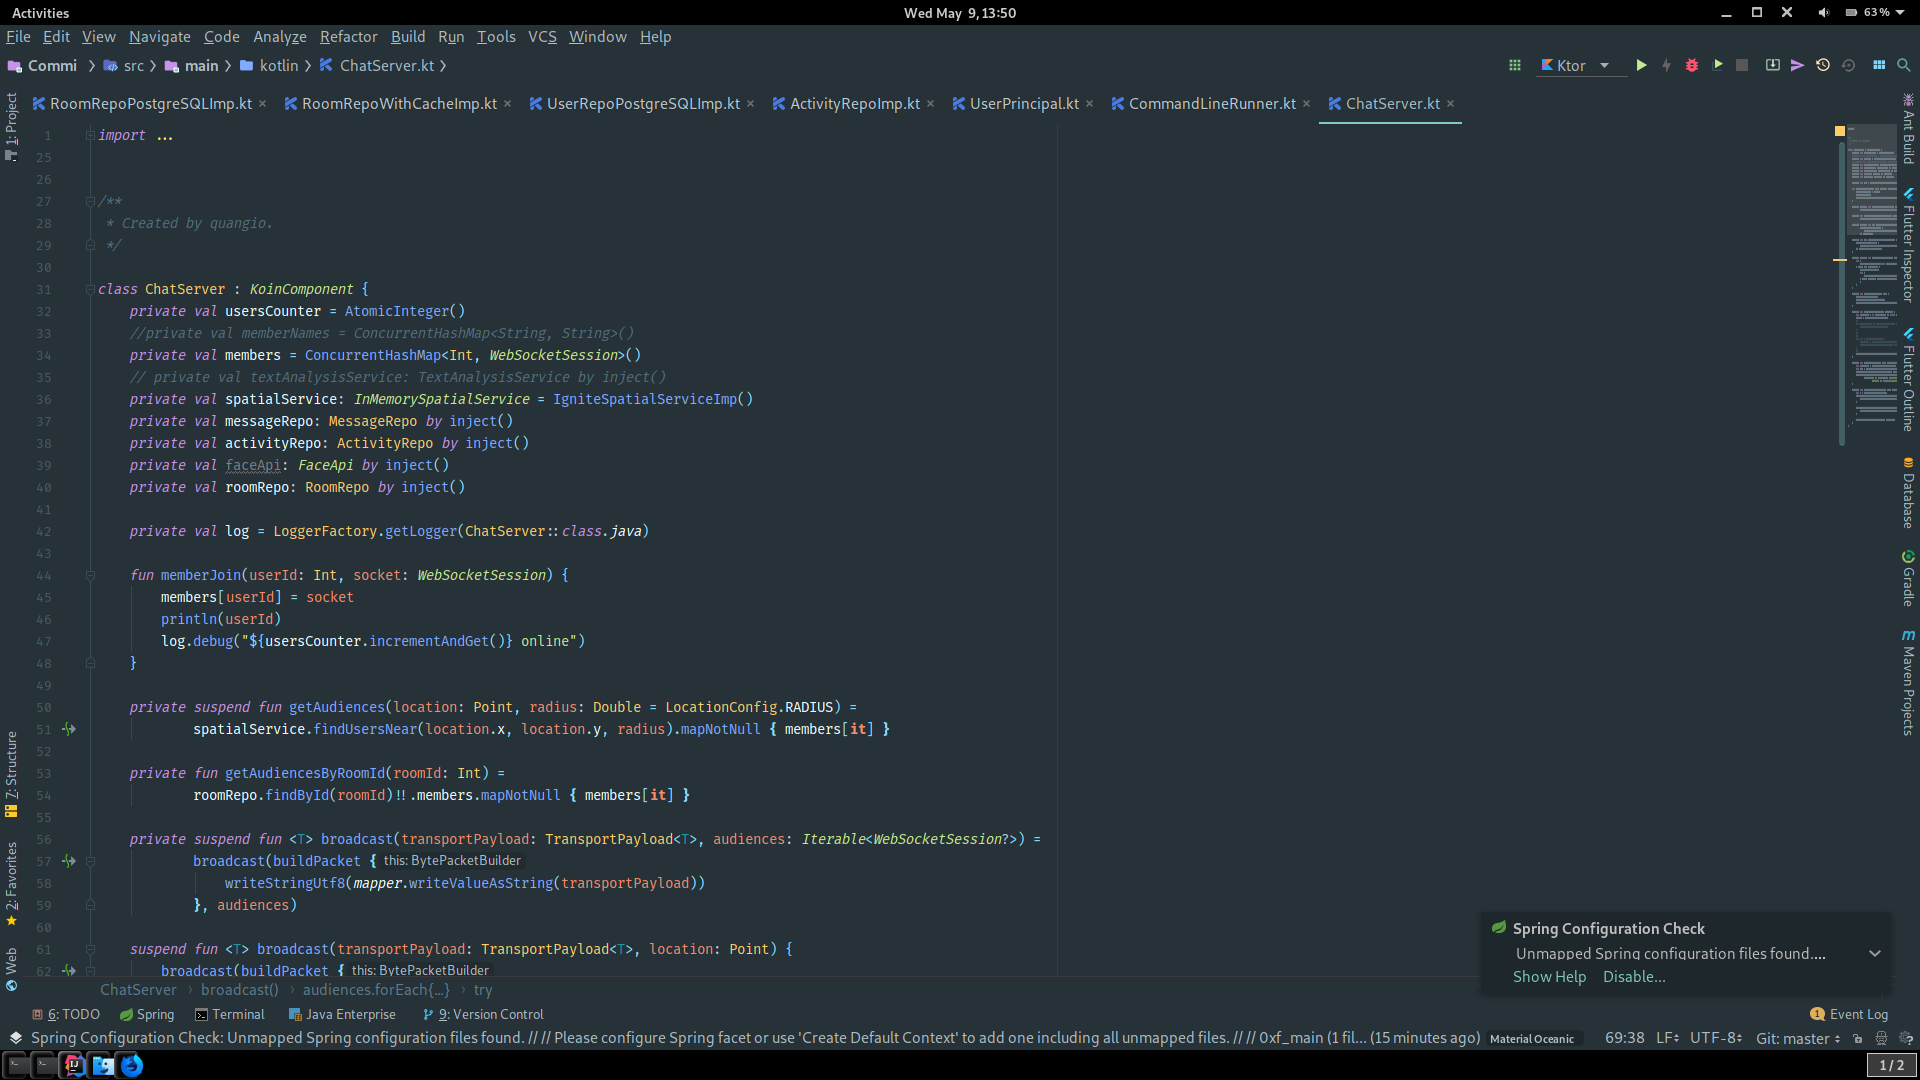 Activities
Wed May 9, 13:50
63 %
File Edit View Navigate Code Analyze Refactor Build Run Tools VCS Window Help
Commi src main kotlin ChatServer.kt
Ktor
RoomRepoPostgreSQLImp.kt RoomRepoWithCacheImp.kt UserRepoPostgreSQLImp.kt ActivityRepoImp.kt UserPrincipal.kt CommandLineRunner.kt ChatServer.kt
1 import ...
25
26
27 /**
28 * Created by quangio.
29 */
30
31 class ChatServer : KoinComponent {
32 private val usersCounter = AtomicInteger()
33 //private val memberNames = ConcurrentHashMap<String, String>()
34 private val members = ConcurrentHashMap<Int, WebSocketSession>()
35 // private val textAnalysisService: TextAnalysisService by inject()
36 private val spatialService: InMemorySpatialService = IgniteSpatialServiceImp()
37 private val messageRepo: MessageRepo by inject()
38 private val activityRepo: ActivityRepo by inject()
39 private val faceApi: FaceApi by inject()
40 private val roomRepo: RoomRepo by inject()
41
42 private val log = LoggerFactory.getLogger(ChatServer::class.java)
43
44 fun memberJoin(userId: Int, socket: WebSocketSession) {
45 members[userId] = socket
46 println(userId)
47 log.debug("${usersCounter.incrementAndGet()} online")
48 }
49
50 private suspend fun getAudiences(location: Point, radius: Double = LocationConfig.RADIUS) =
51 spatialService.findUsersNear(location.x, location.y, radius).mapNotNull { members[it] }
52
53 private fun getAudiencesByRoomId(roomId: Int) =
54 roomRepo.findById(roomId)!!.members.mapNotNull { members[it] }
55
56 private suspend fun <T> broadcast(transportPayload: TransportPayload<T>, audiences: Iterable<WebSocketSession?>) =
57 broadcast(buildPacket { this: BytePacketBuilder
58 writeStringUtf8(mapper.writeValueAsString(transportPayload))
59 }, audiences)
60
61 suspend fun <T> broadcast(transportPayload: TransportPayload<T>, location: Point) {
62 broadcast(buildPacket { this: BytePacketBuilder
1: Project
7: Structure
2: Favorites
Web
Ant Build
Flutter Inspector
Flutter Outline
Database
Gradle
Maven Projects
Spring Configuration Check
Unmapped Spring configuration files found....
Show Help Disable...
ChatServer broadcast() audiences.forEach{...} try
6: TODO Spring Terminal Java Enterprise 9: Version Control
1 Event Log
Spring Configuration Check: Unmapped Spring configuration files found. // // Please configure Spring facet or use 'Create Default Context' to add one including all unmapped files. // // 0xf_main (1 fil... (15 minutes ago) Material Oceanic 69:38 LF UTF-8 Git: master
1 / 2